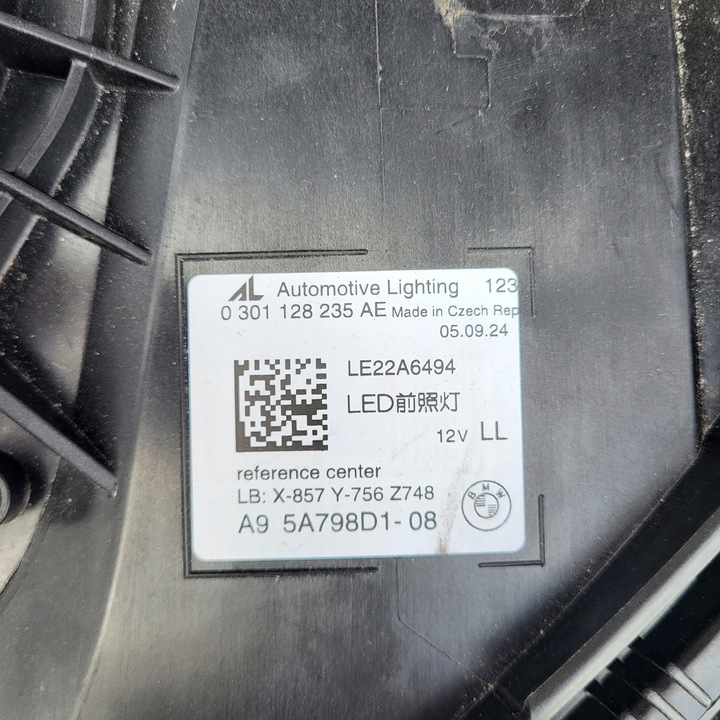 AL Automotive Lighting 123
0 301 128 235 AE Made in Czech Rep
05.09.24
LE22A6494
LED前照灯
12V LL
reference center
LB: X-857 Y-756 Z748
BMW
A9 5A798D1-08